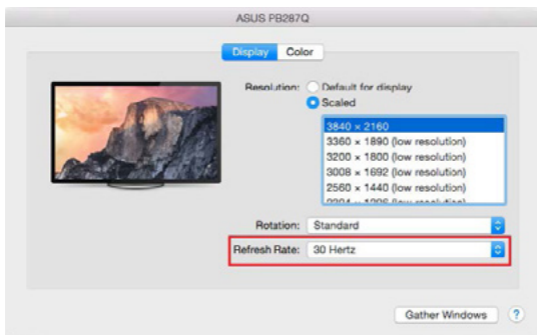 ASUS PB287Q
Display Color
Resolution: Default for display
Scaled
3840 × 2160
3360 × 1890 (low resolution)
3200 × 1800 (low resolution)
3008 × 1692 (low resolution)
2560 × 1440 (low resolution)
Rotation: Standard
Refresh Rate: 30 Hertz
Gather Windows ?